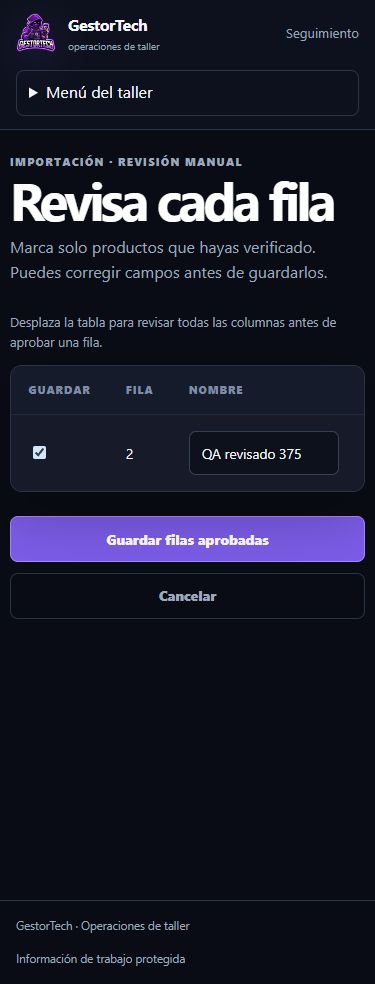 GESTORTECH
GestorTech
operaciones de taller
Seguimiento
Menú del taller
IMPORTACIÓN · REVISIÓN MANUAL
Revisa cada fila
Marca solo productos que hayas verificado.
Puedes corregir campos antes de guardarlos.
Desplaza la tabla para revisar todas las columnas antes de
aprobar una fila.
GUARDAR FILA NOMBRE
2 QA revisado 375
Guardar filas aprobadas
Cancelar
GestorTech · Operaciones de taller
Información de trabajo protegida